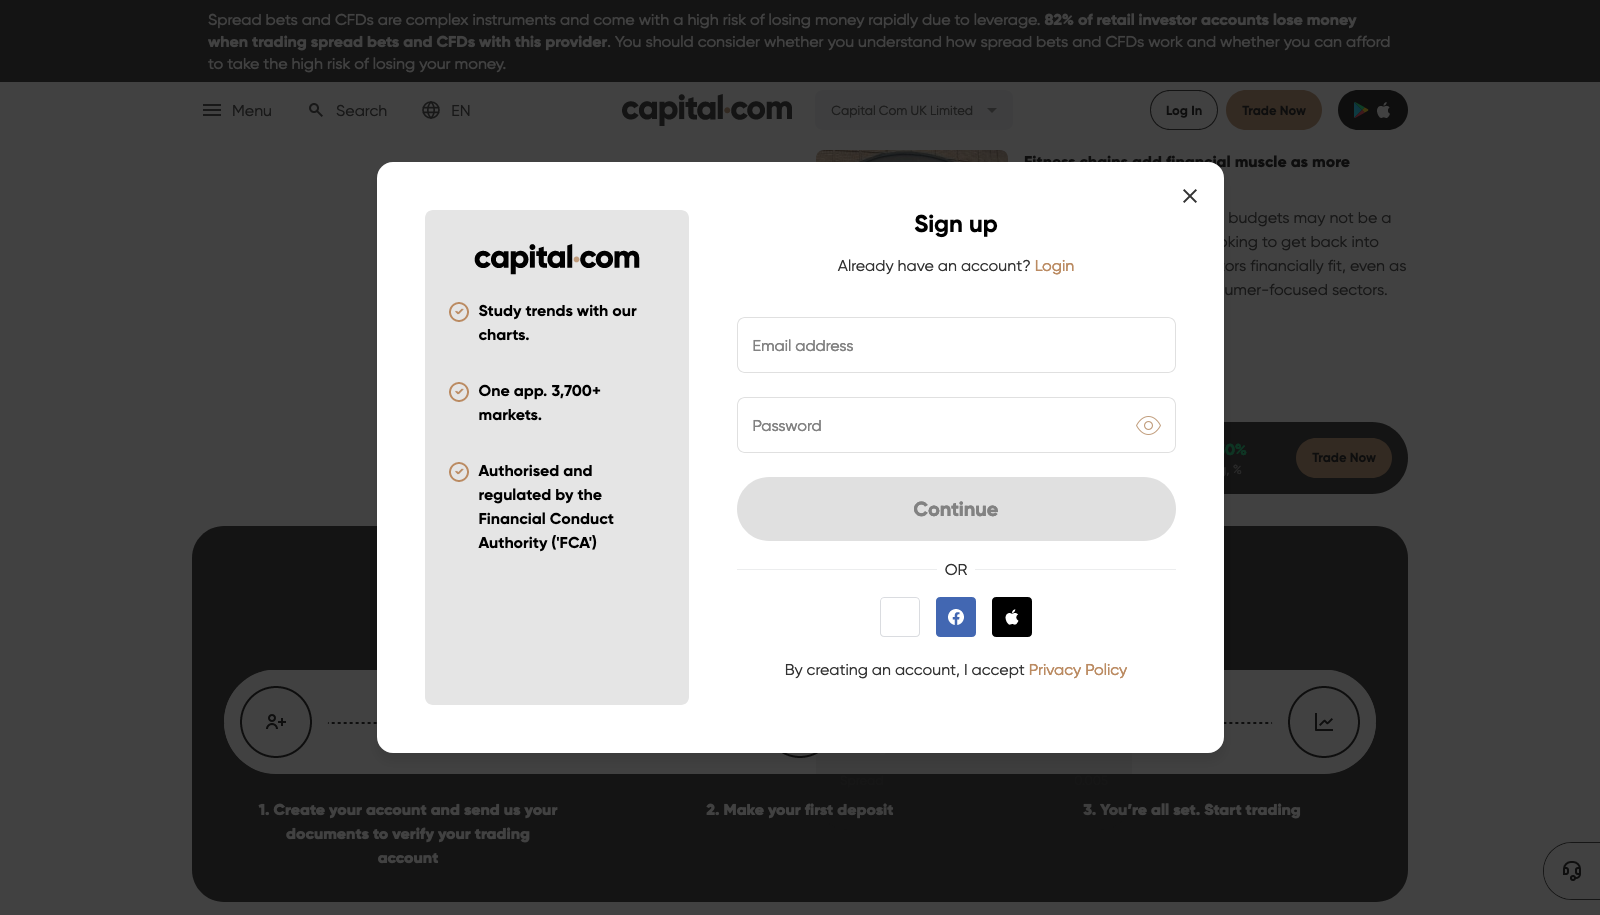 Spread bets and CFDs are complex instruments and come with a high risk of losing money rapidly due to leverage. 82% of retail investor accounts lose money
when trading spread bets and CFDs with this provider. You should consider whether you understand how spread bets and CFDs work and whether you can afford
to take the high risk of losing your money.
Menu Search EN capital.com Capital Com UK Limited Log In Trade Now
Fitness chains add financial muscle as more
budgets may not be a
king to get back into
ors financially fit, even as
umer-focused sectors.
capital.com
Study trends with our
charts.
One app. 3,700+
markets.
Authorised and
regulated by the
Financial Conduct
Authority ('FCA')
Sign up
Already have an account? Login
Email address
Password
Continue
OR
By creating an account, I accept Privacy Policy
0%
%
Trade Now
1. Create your account and send us your
documents to verify your trading
account
2. Make your first deposit
3. You’re all set. Start trading